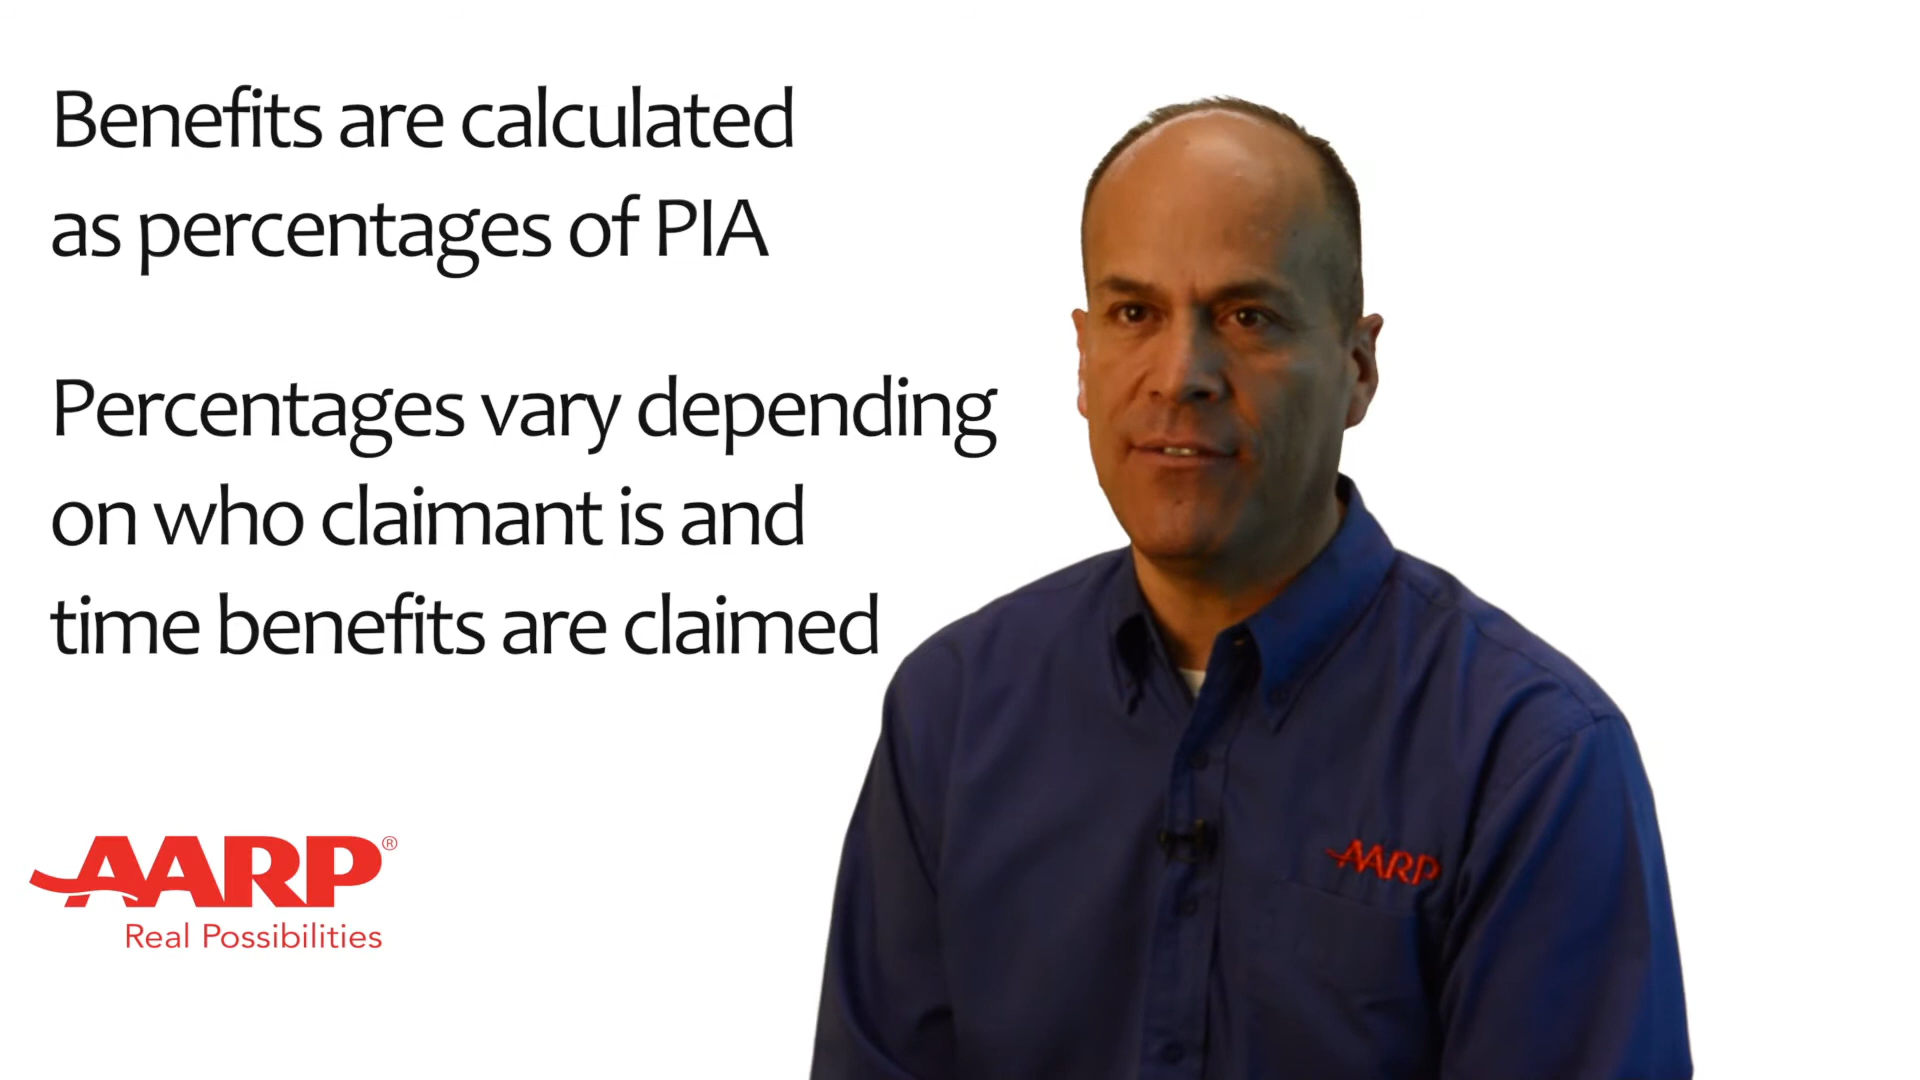 Benefits are calculated
as percentages of PIA
Percentages vary depending
on who claimant is and
time benefits are claimed
AARP®
Real Possibilities
AARP